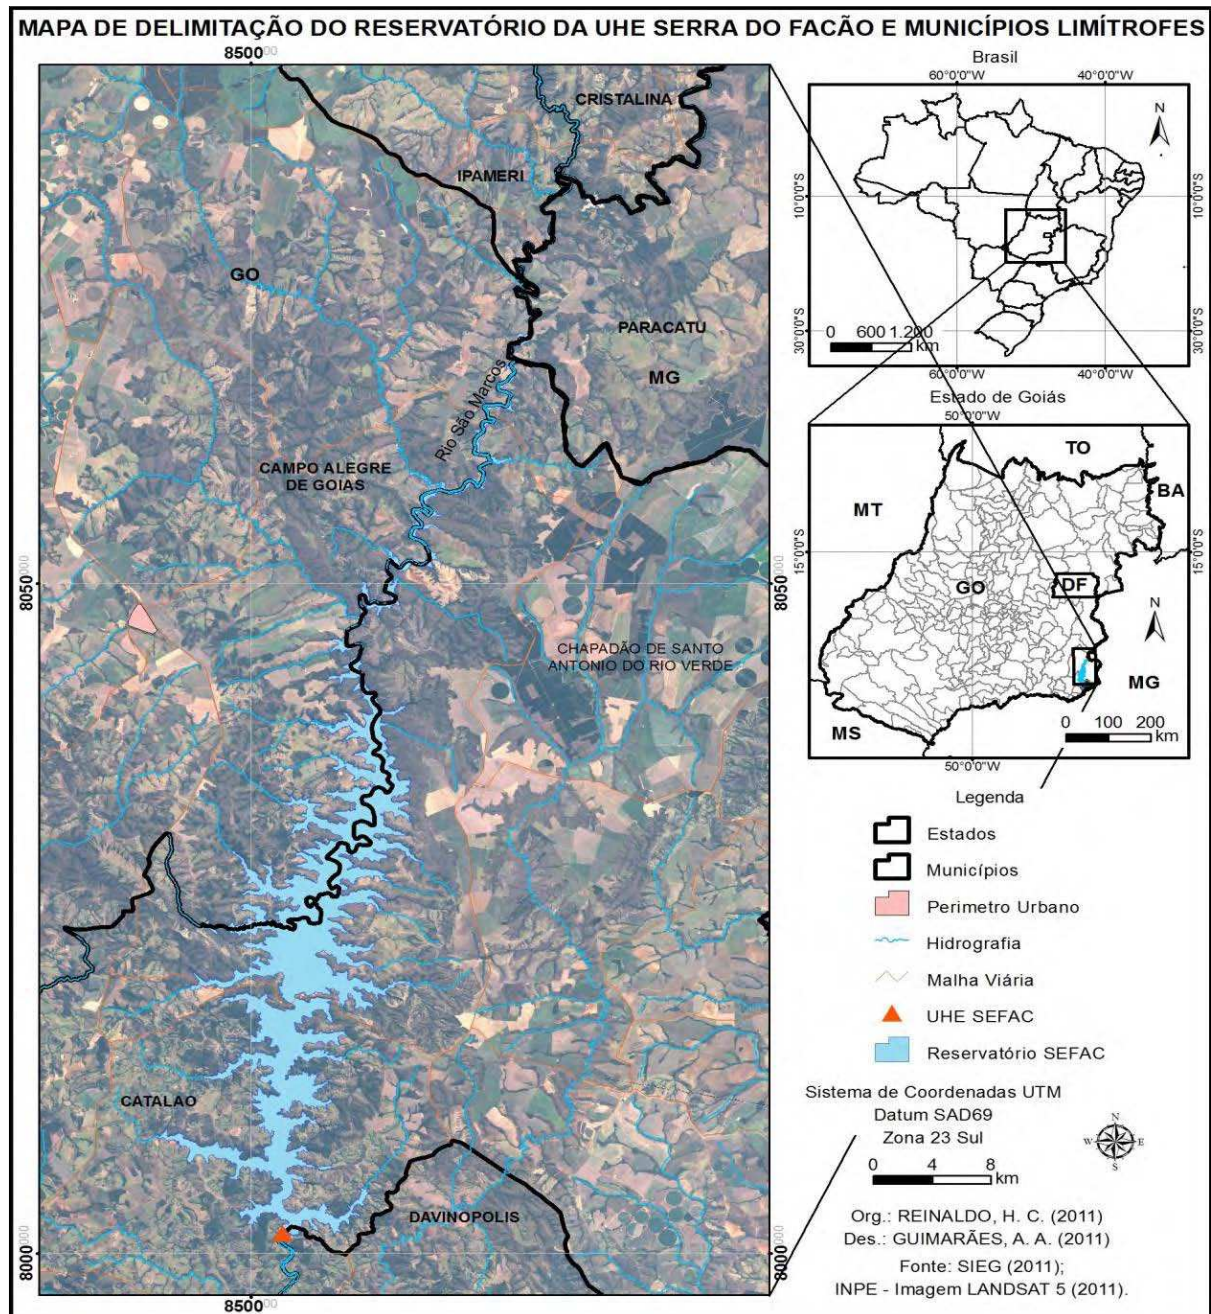 MAPA DE DELIMITAÇÃO DO RESERVATÓRIO DA UHE SERRA DO FACÃO E MUNICÍPIOS LIMÍTROFES
850000
CRISTALINA
IPAMERI
GO
PARACATU
MG
Rio São Marcos
CAMPO ALEGRE
DE GOIAS
805000
805000
CHAPADÃO DE SANTO
ANTONIO DO RIO VERDE
CATALAO
DAVINOPOLIS
800000
800000
850000
Brasil
60°0'0"W
40°0'0"W
N
10°0'0"S
10°0'0"S
30°0'0"S
30°0'0"S
0 600 1.200
km
60°0'0"W
40°0'0"W
Estado de Goiás
50°0'0"W
TO
BA
MT
15°0'0"S
15°0'0"S
GO
DF
N
MG
MS
0 100 200
km
50°0'0"W
Legenda
Estados
Municípios
Perimetro Urbano
Hidrografia
Malha Viária
UHE SEFAC
Reservatório SEFAC
Sistema de Coordenadas UTM
Datum SAD69
Zona 23 Sul
N
W E
S
0 4 8
km
Org.: REINALDO, H. C. (2011)
Des.: GUIMARÃES, A. A. (2011)
Fonte: SIEG (2011);
INPE - Imagem LANDSAT 5 (2011).